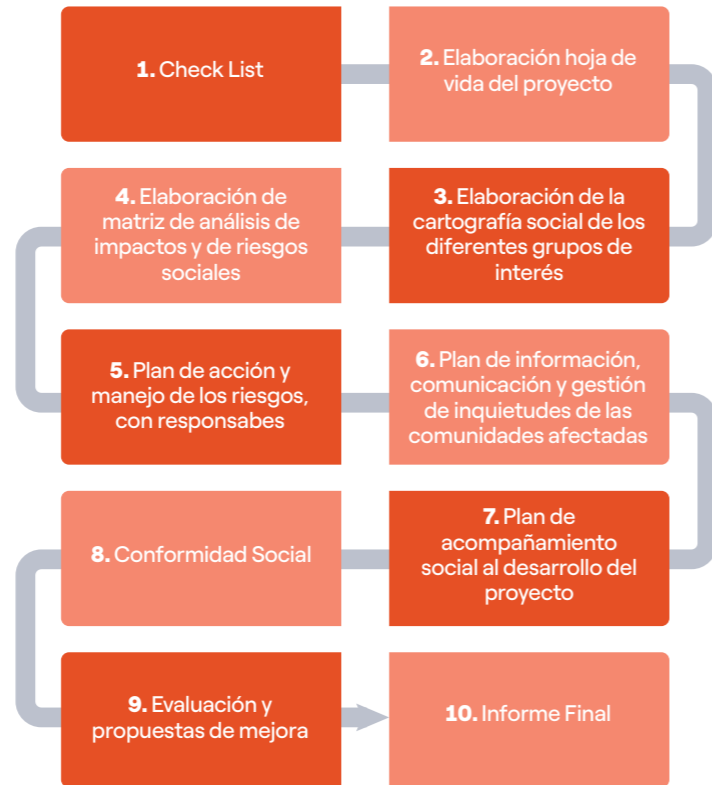 1. Check List
2. Elaboración hoja de
vida del proyecto
3. Elaboración de la
cartografía social de los
diferentes grupos de
interés
4. Elaboración de
matriz de análisis de
impactos y de riesgos
sociales
5. Plan de acción y
manejo de los riesgos,
con responsabes
6. Plan de información,
comunicación y gestión
de inquietudes de las
comunidades afectadas
7. Plan de
acompañamiento
social al desarrollo del
proyecto
8. Conformidad Social
9. Evaluación y
propuestas de mejora
10. Informe Final